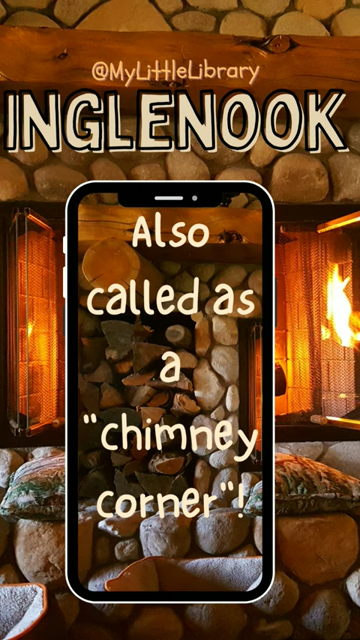 @MyLittleLibrary
INGLENOOK
Also
called as
a
"chimney
corner"!